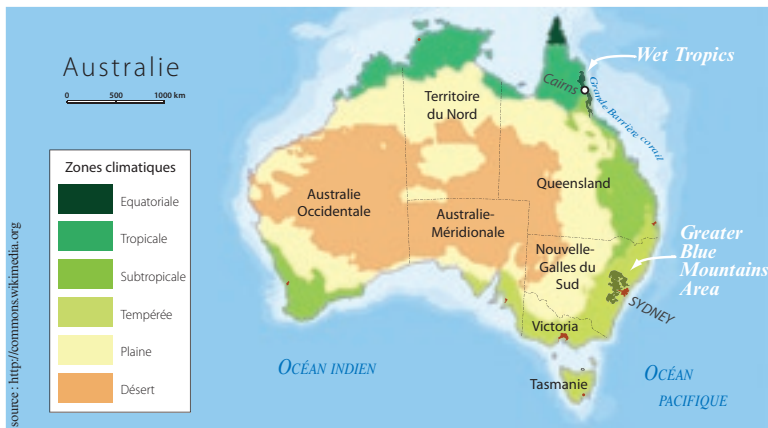 Australie
0 500 1000 km
Zones climatiques
Equatoriale
Tropicale
Subtropicale
Tempérée
Plaine
Désert
source : http://commons.wikimedia.org
Territoire
du Nord
Australie
Occidentale
Australie-
Méridionale
Queensland
Nouvelle-
Galles du
Sud
Victoria
Tasmanie
Wet Tropics
Cairns
Grande Barrière corail
Greater
Blue
Mountains
Area
SYDNEY
OCÉAN INDIEN
OCÉAN
PACIFIQUE